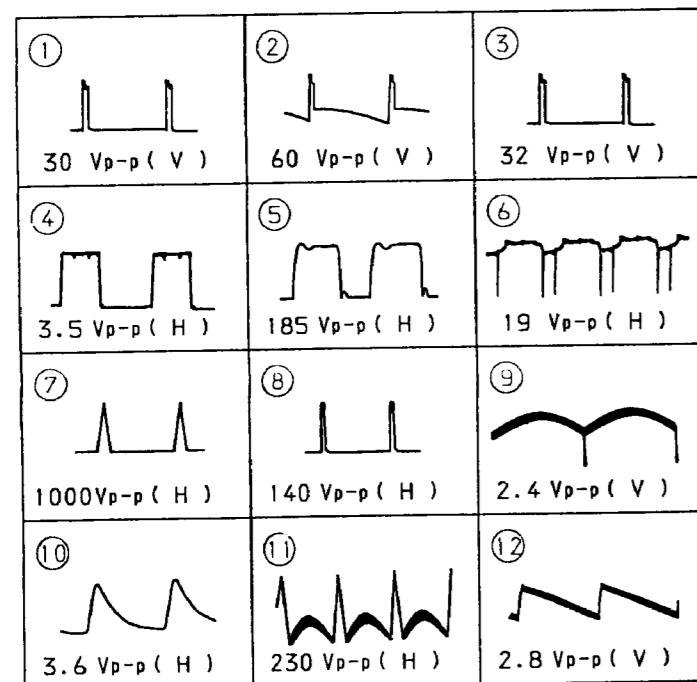 ① ② ③
30 Vp-p ( V ) 60 Vp-p ( V ) 32 Vp-p ( V )
④ ⑤ ⑥
3.5 Vp-p ( H ) 185 Vp-p ( H ) 19 Vp-p ( H )
⑦ ⑧ ⑨
1000Vp-p ( H ) 140 Vp-p ( H ) 2.4 Vp-p ( V )
⑩ ⑪ ⑫
3.6 Vp-p ( H ) 230 Vp-p ( H ) 2.8 Vp-p ( V )